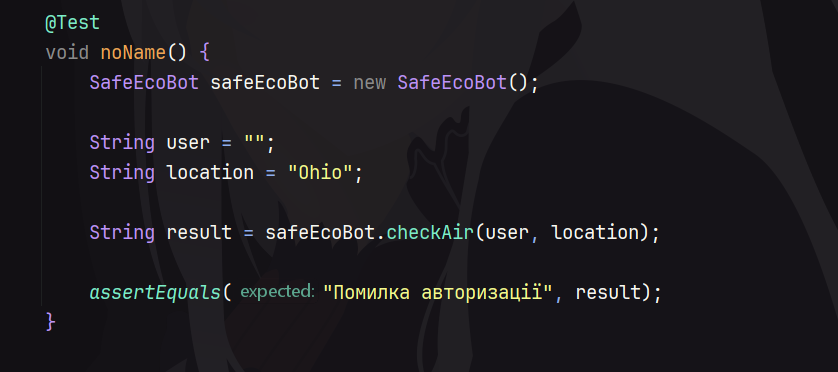 @Test
void noName() {
SafeEcoBot safeEcoBot = new SafeEcoBot();
String user = "";
String location = "Ohio";
String result = safeEcoBot.checkAir(user, location);
assertEquals( expected: "Помилка авторизації", result);
}